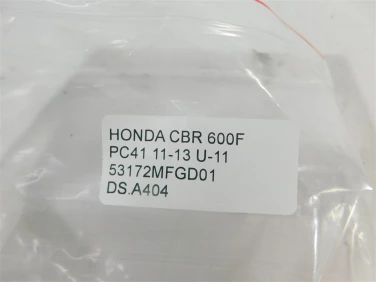 HONDA CBR 600F
PC41 11-13 U-11
53172MFGD01
DS.A404